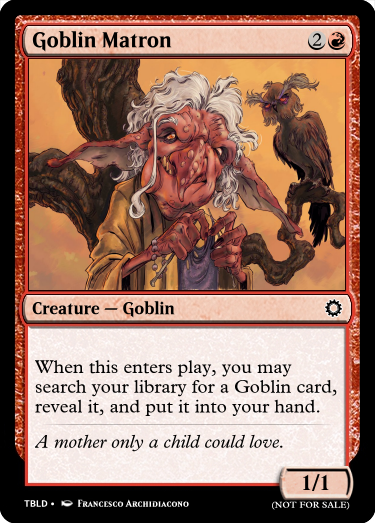 Goblin Matron 2
Creature — Goblin
When this enters play, you may
search your library for a Goblin card,
reveal it, and put it into your hand.
A mother only a child could love.
1/1
TBLD • Francesco Archidiacono
(NOT FOR SALE)